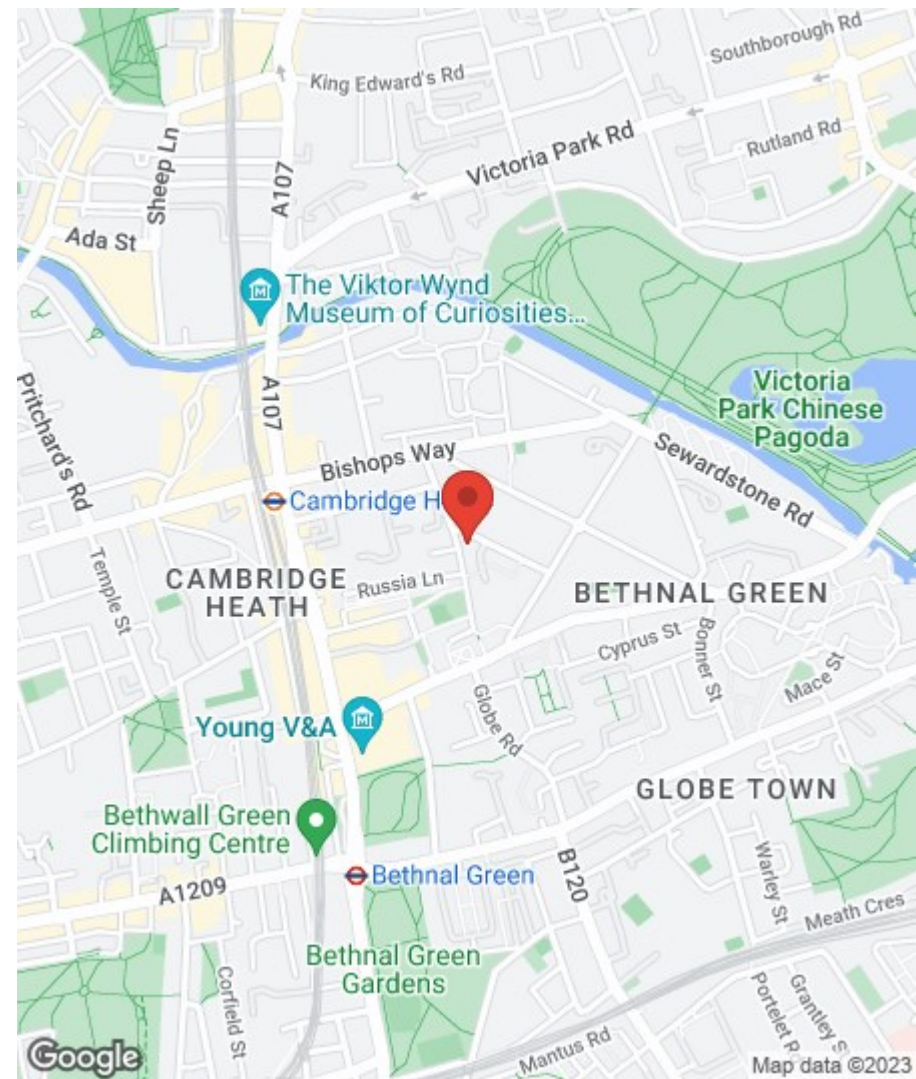 Southborough Rd
King Edward's Rd
Rutland Rd
Victoria Park Rd
Sheep Ln
A107
Ada St
The Viktor Wynd
Museum of Curiosities...
Victoria
Park Chinese
Pagoda
Pritchard's Rd
A107
Bishops Way
Sewardstone Rd
Cambridge H
Temple St
CAMBRIDGE
HEATH
Russia Ln
BETHNAL GREEN
Cyprus St
Bonner St
Mace St
Globe Rd
Young V&A
GLOBE TOWN
Bethwall Green
Climbing Centre
Bethnal Green
A1209
B120
Warley St
Meath Cres
Bethnal Green
Gardens
Corfield St
Portelet R
Grantley S
Mantus Rd
Google
Map data ©2023